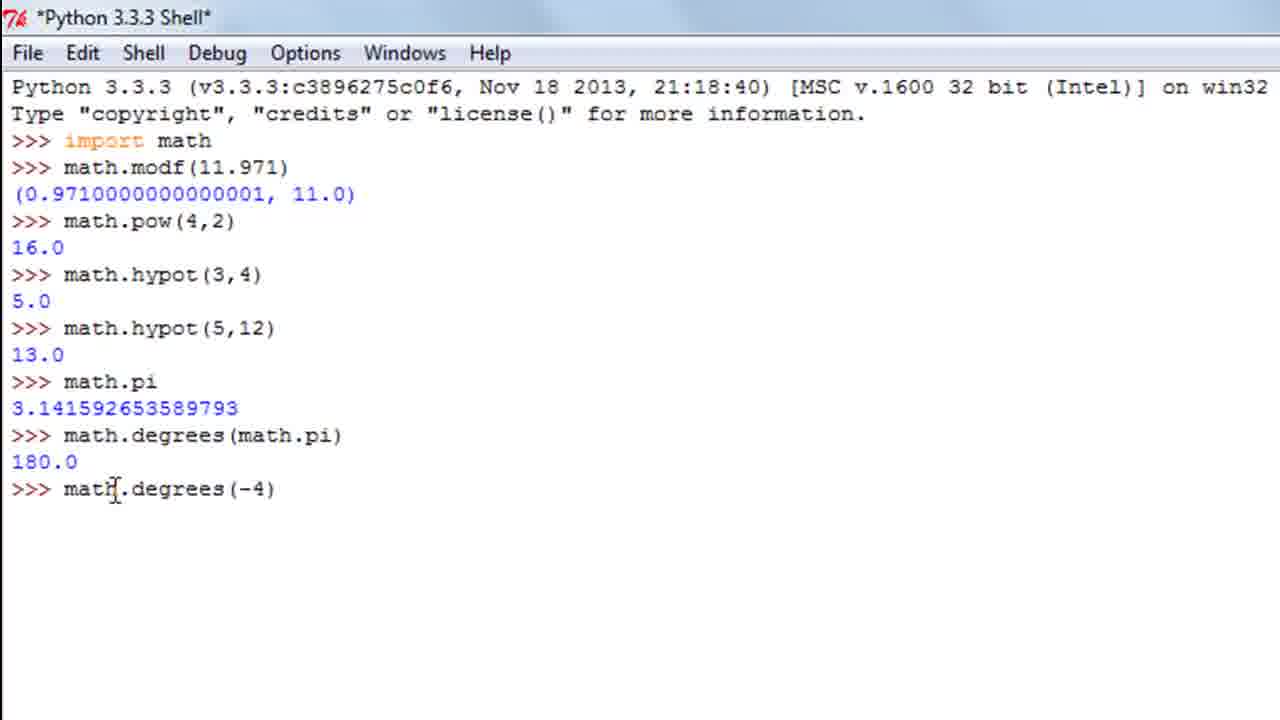 *Python 3.3.3 Shell*
File Edit Shell Debug Options Windows Help
Python 3.3.3 (v3.3.3:c3896275c0f6, Nov 18 2013, 21:18:40) [MSC v.1600 32 bit (Intel)] on win32
Type "copyright", "credits" or "license()" for more information.
>>> import math
>>> math.modf(11.971)
(0.9710000000000001, 11.0)
>>> math.pow(4,2)
16.0
>>> math.hypot(3,4)
5.0
>>> math.hypot(5,12)
13.0
>>> math.pi
3.141592653589793
>>> math.degrees(math.pi)
180.0
>>> math.degrees(-4)